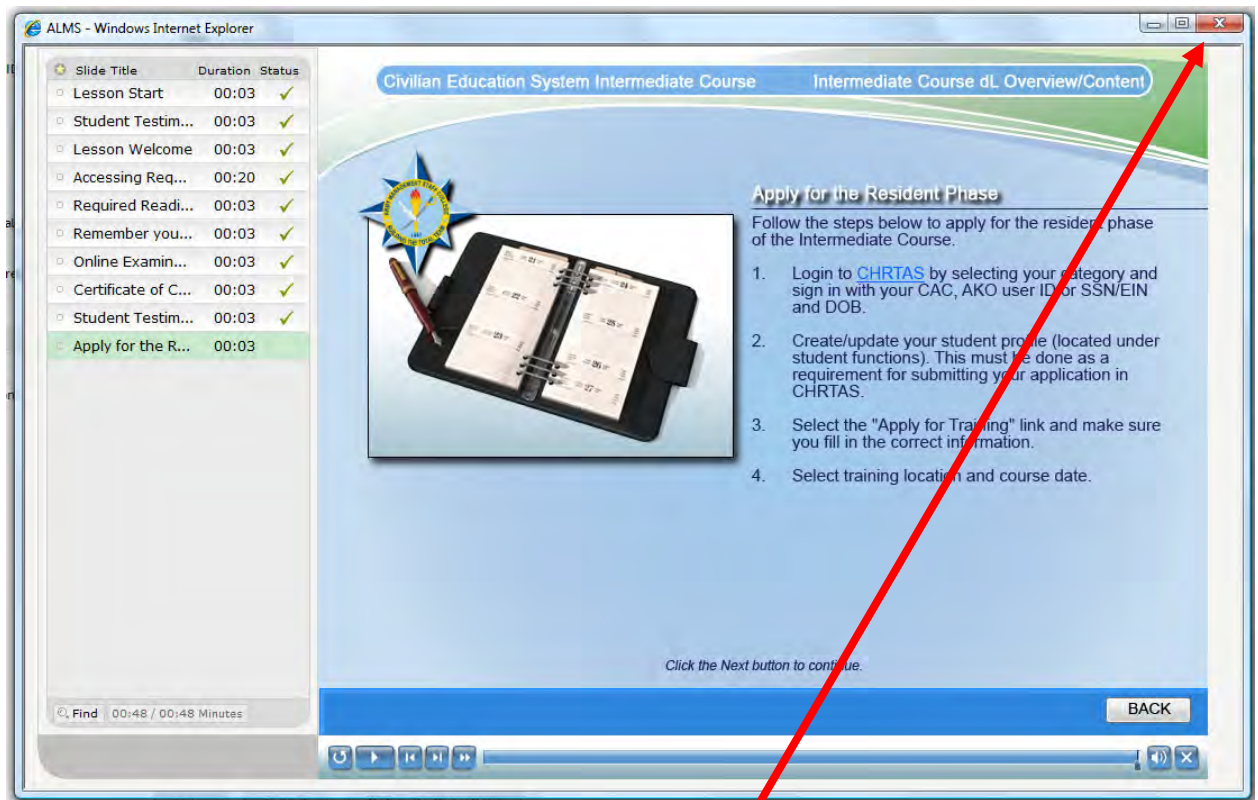 ALMS - Windows Internet Explorer
Slide Title Duration Status
Lesson Start 00:03
Student Testim... 00:03
Lesson Welcome 00:03
Accessing Req... 00:20
Required Readi... 00:03
Remember you... 00:03
Online Examin... 00:03
Certificate of C... 00:03
Student Testim... 00:03
Apply for the R... 00:03
Find 00:48 / 00:48 Minutes
Civilian Education System Intermediate Course Intermediate Course dL Overview/Content
Apply for the Resident Phase
Follow the steps below to apply for the resident phase
of the Intermediate Course.
1. Login to CHRTAS by selecting your category and
sign in with your CAC, AKO user ID or SSN/EIN
and DOB.
2. Create/update your student profile (located under
student functions). This must be done as a
requirement for submitting your application in
CHRTAS.
3. Select the "Apply for Training" link and make sure
you fill in the correct information.
4. Select training location and course date.
Click the Next button to continue.
BACK